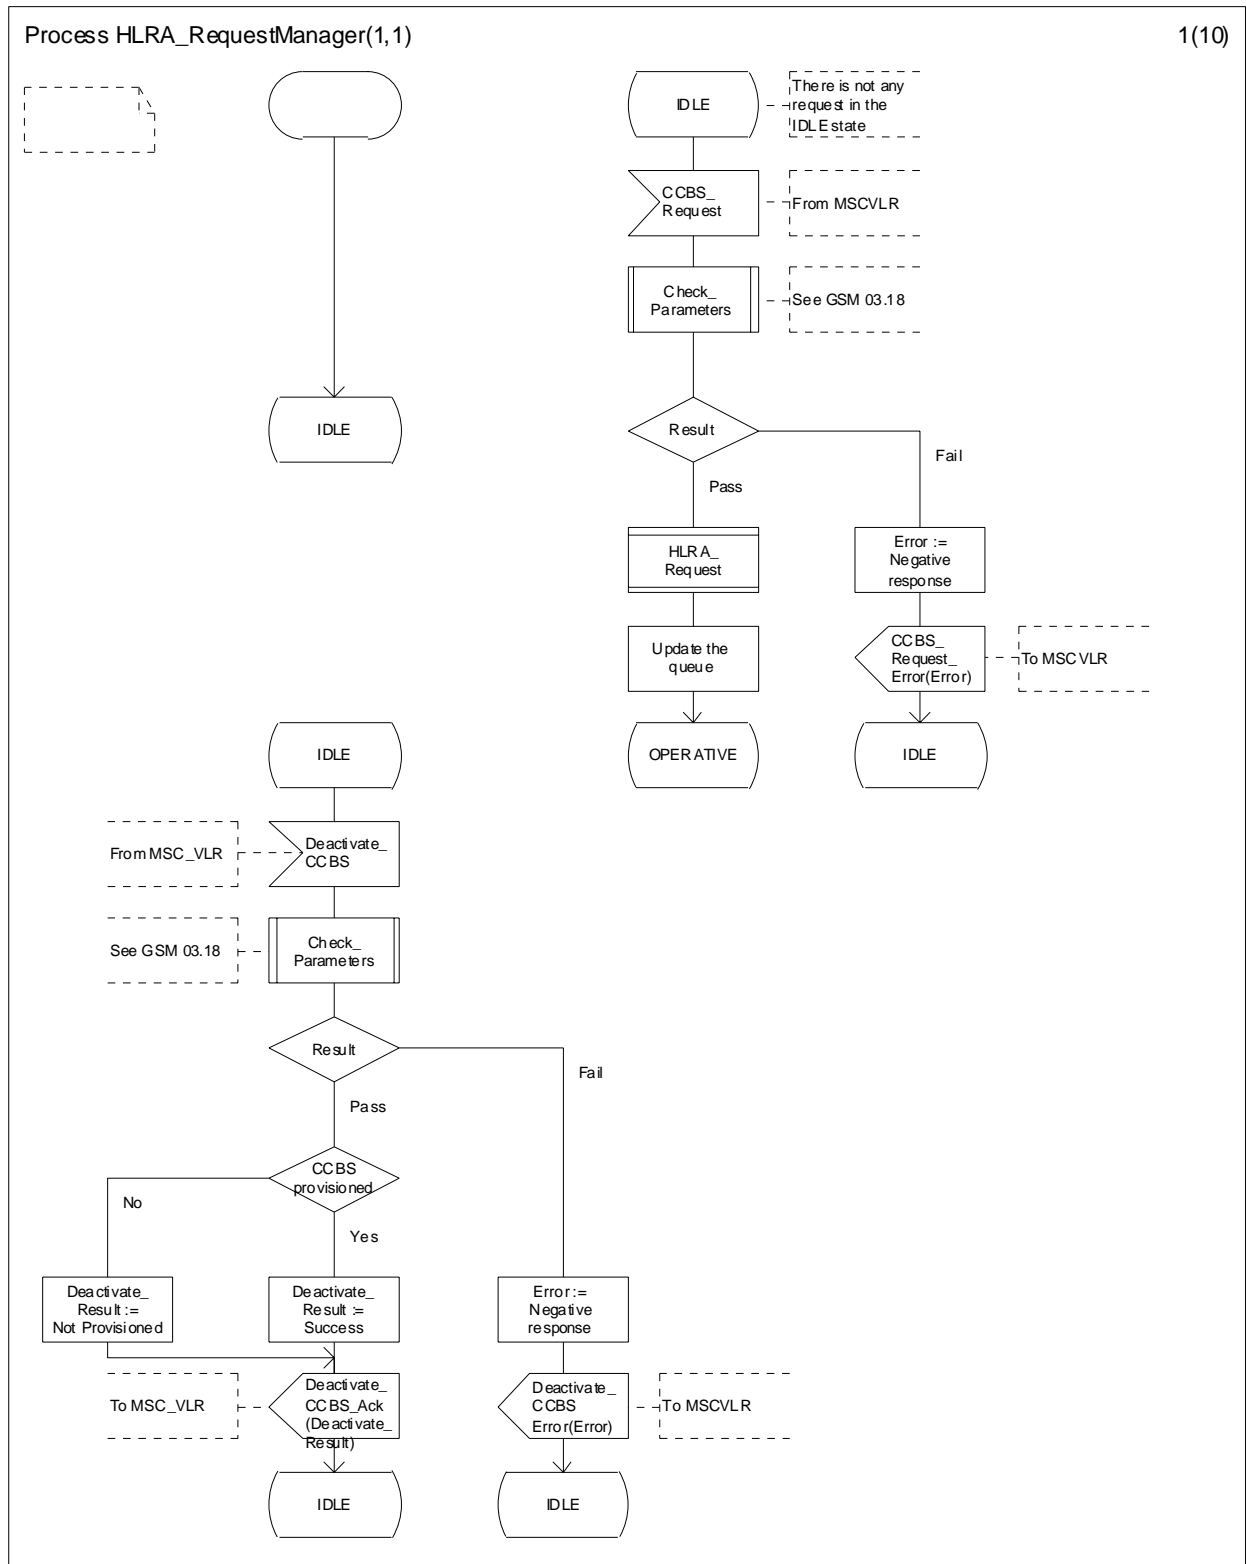 Process HLRA_RequestManager(1,1)
1(10)
IDLE
There is not any
request in the
IDLE state
CCBS_
Request
From MSCVLR
Check_
Parameters
See GSM 03.18
IDLE
Result
Fail
Pass
HLRA_
Request
Error :=
Negative
response
Update the
queue
CCBS_
Request_
Error(Error)
To MSCVLR
IDLE
OPERATIVE
IDLE
From MSC_VLR
Deactivate_
CCBS
See GSM 03.18
Check_
Parameters
Result
Fail
Pass
CCBS
provisioned
No
Yes
Deactivate_
Result :=
Not Provisioned
Deactivate_
Result :=
Success
Error :=
Negative
response
To MSC_VLR
Deactivate_
CCBS_Ack
(Deactivate_
Result)
Deactivate_
CCBS
Error(Error)
To MSCVLR
IDLE
IDLE